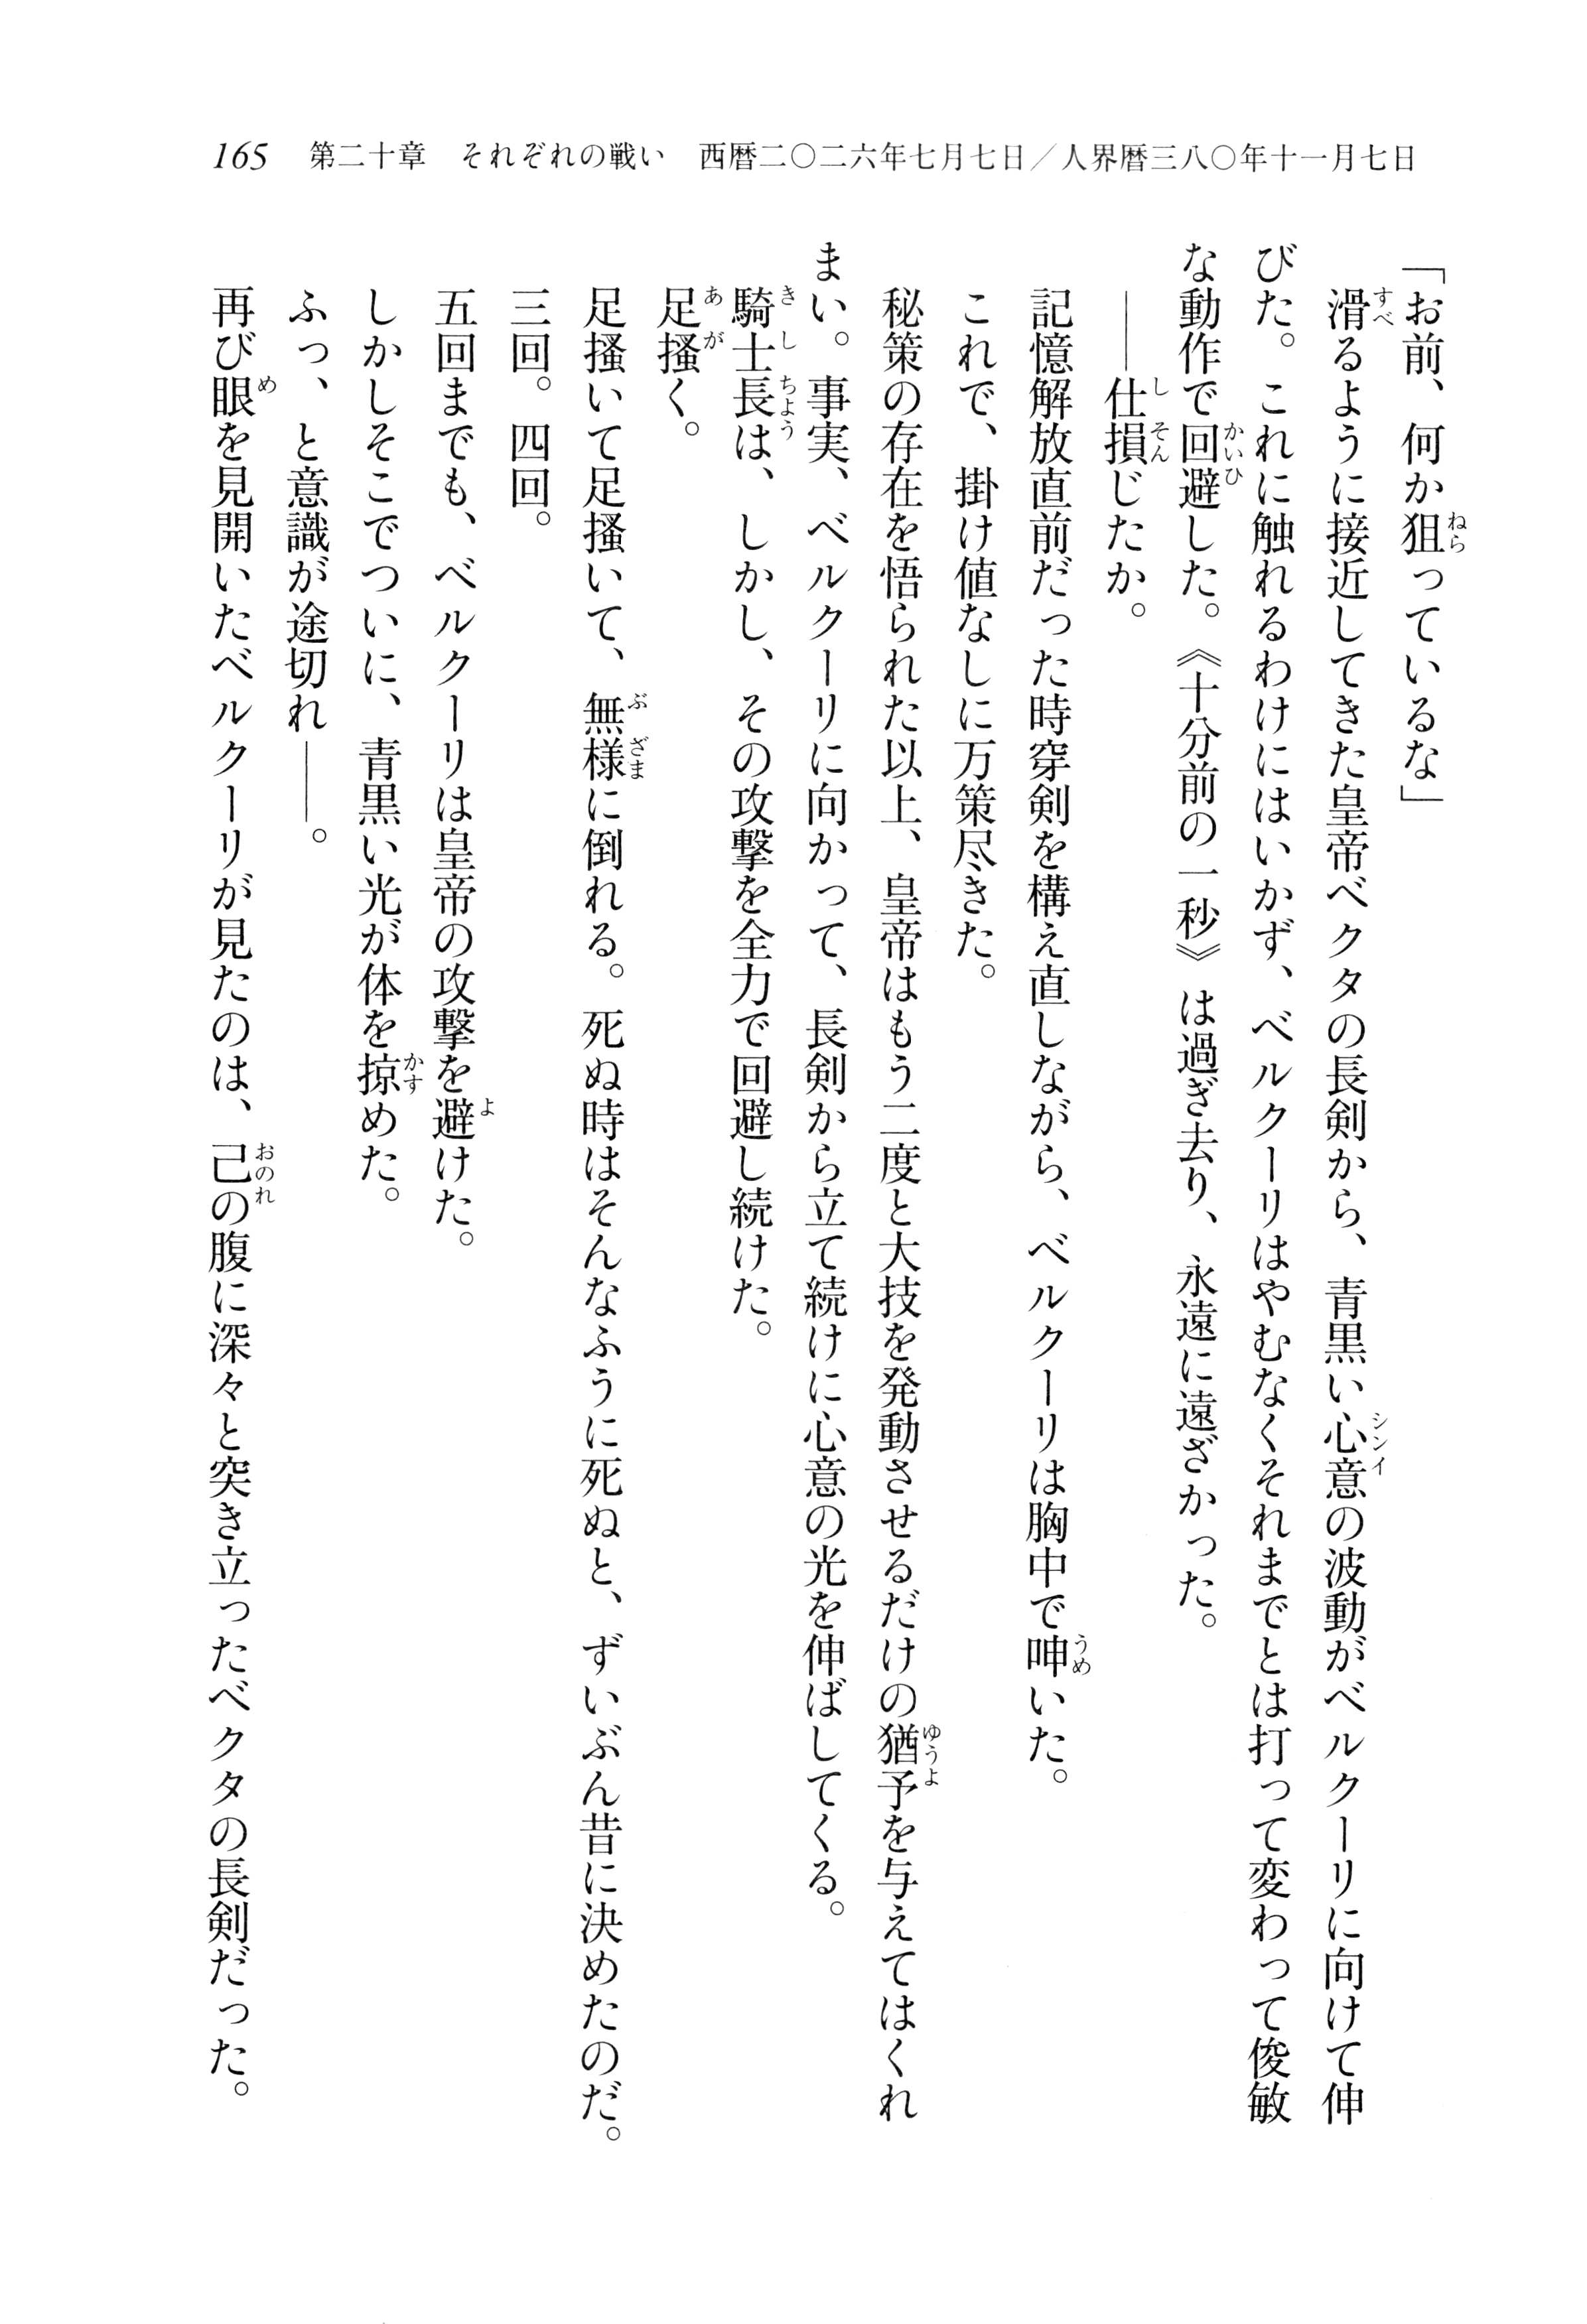 165　第二十章　それぞれの戦い　西暦二〇二六年七月七日／人界暦三八〇年十一月七日
「お前、何か狙っているな」
　滑るように接近してきた皇帝ベクタの長剣から、青黒い心意の波動がベルクーリに向けて伸
びた。これに触れるわけにはいかず、ベルクーリはやむなくそれまでとは打って変わって俊敏
な動作で回避した。《十分前の一秒》は過ぎ去り、永遠に遠ざかった。
　――仕損じたか。
　記憶解放直前だった時穿剣を構え直しながら、ベルクーリは胸中で呻いた。
　これで、掛け値なしに万策尽きた。
　秘策の存在を悟られた以上、皇帝はもう二度と大技を発動させるだけの猶予を与えてはくれ
まい。事実、ベルクーリに向かって、長剣から立て続けに心意の光を伸ばしてくる。
　騎士長は、しかし、その攻撃を全力で回避し続けた。
　足掻く。
　足掻いて足掻いて、無様に倒れる。死ぬ時はそんなふうに死ぬと、ずいぶん昔に決めたのだ。
　三回。四回。
　五回までも、ベルクーリは皇帝の攻撃を避けた。
　しかしそこでついに、青黒い光が体を掠めた。
　ふっ、と意識が途切れ――。
　再び眼を見開いたベルクーリが見たのは、己の腹に深々と突き立ったベクタの長剣だった。